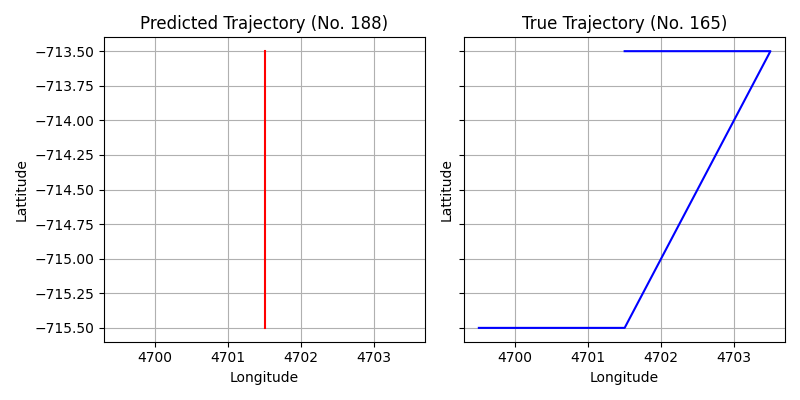 Predicted Trajectory (No. 188)
True Trajectory (No. 165)
−713.50
−713.75
−714.00
−714.25
−714.50
−714.75
−715.00
−715.25
−715.50
Lattitude
Lattitude
4700 4701 4702 4703
4700 4701 4702 4703
Longitude
Longitude